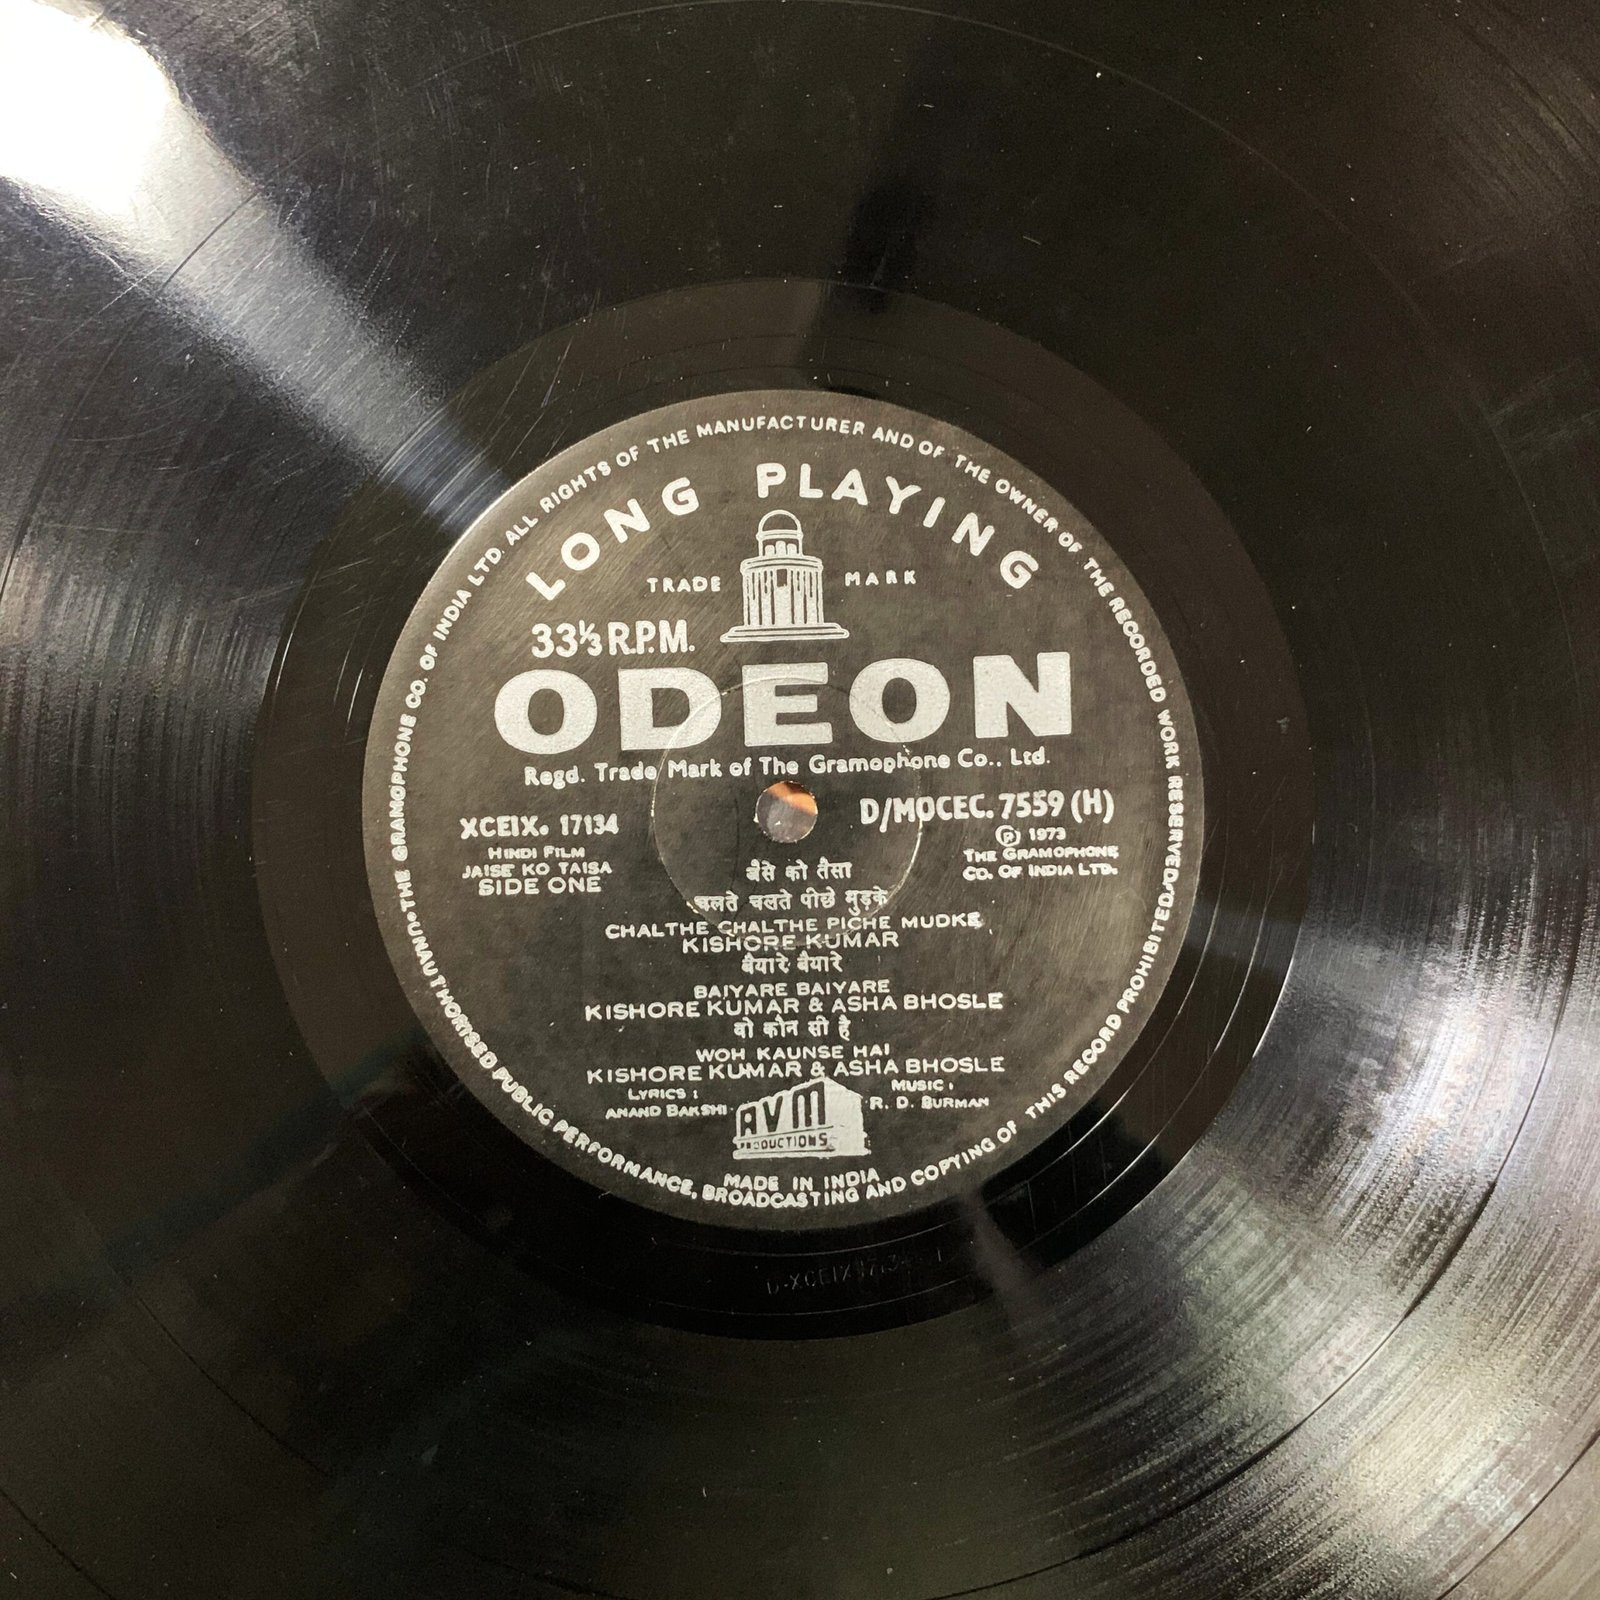 THE GRAMOPHONE CO. OF INDIA LTD. ALL RIGHTS OF THE MANUFACTURER AND OF THE OWNER OF THE RECORDED WORK RESERVED. UNAUTHORISED PUBLIC PERFORMANCE, BROADCASTING AND COPYING OF THIS RECORD PROHIBITED
LONG PLAYING
TRADE MARK
33⅓ R.P.M.
ODEON
Regd. Trade Mark of The Gramophone Co., Ltd.
XCEIX. 17134
HINDI FILM
JAISE KO TAISA
SIDE ONE
D/MOCEC. 7559 (H)
Ⓟ 1973
THE GRAMOPHONE
CO. OF INDIA LTD.
जैसे को तैसा
चलते चलते पीछे मुड़के
CHALTHE CHALTHE PICHE MUDKE
KISHORE KUMAR
बैयारे बैयारे
BAIYARE BAIYARE
KISHORE KUMAR & ASHA BHOSLE
वो कौन सी है
WOH KAUNSE HAI
KISHORE KUMAR & ASHA BHOSLE
LYRICS :
ANAND BAKSHI
MUSIC :
R. D. BURMAN
AVM
PRODUCTIONS
MADE IN INDIA